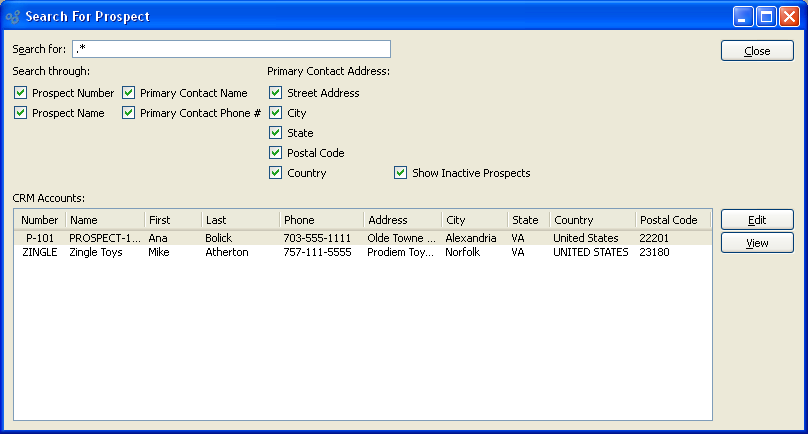 Search For Prospect
Search for: .*
Close
Search through: Primary Contact Address:
Prospect Number Primary Contact Name Street Address
Prospect Name Primary Contact Phone # City
State
Postal Code
Country Show Inactive Prospects
CRM Accounts:
Number Name First Last Phone Address City State Country Postal Code
P-101 PROSPECT-1... Ana Bolick 703-555-1111 Olde Towne ... Alexandria VA United States 22201
ZINGLE Zingle Toys Mike Atherton 757-111-5555 Prodiem Toy... Norfolk VA UNITED STATES 23180
Edit
View